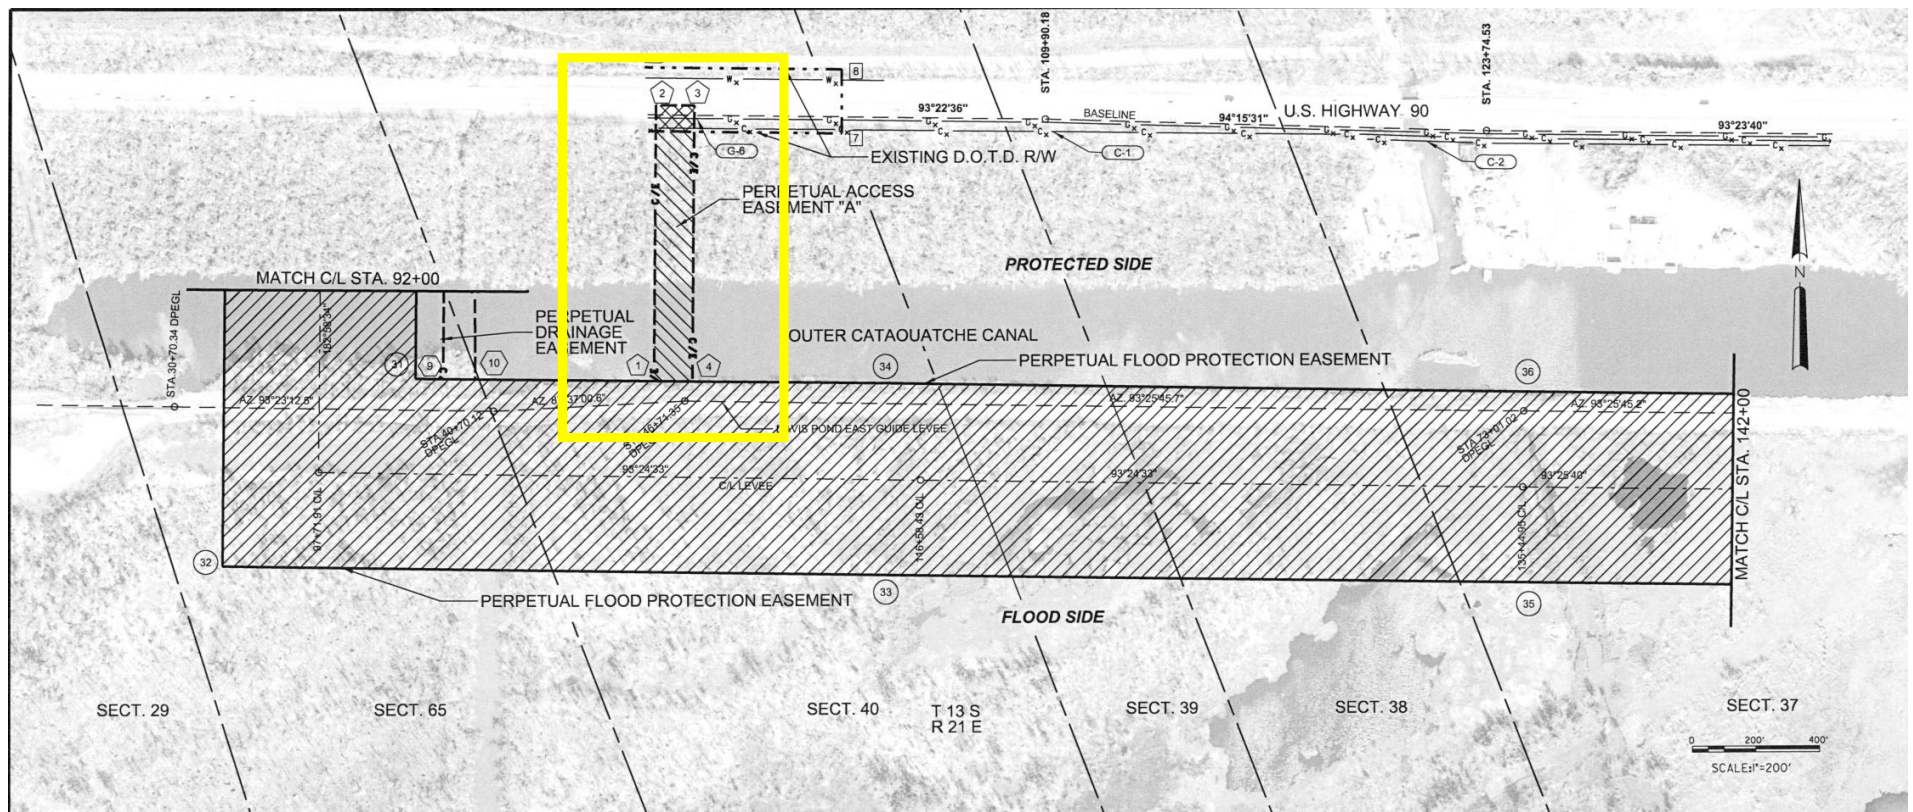 STA. 109+90.18
STA. 123+74.53
8
W
W
2
3
93°22'36"
BASELINE
U.S. HIGHWAY 90
94°15'31"
93°23'40"
7
G-6
EXISTING D.O.T.D. R/W
C-1
C-2
PERPETUAL ACCESS
EASEMENT "A"
PROTECTED SIDE
N
MATCH C/L STA. 92+00
STA.30+70.34 DPEGL
PERPETUAL
DRAINAGE
EASEMENT
OUTER CATAOUATCHE CANAL
PERPETUAL FLOOD PROTECTION EASEMENT
31
9
10
1
4
34
36
AZ. 93°23'12.5"
AZ. 93°25'45.7"
AZ. 93°25'45.2"
STA.40+70.12
DPEGL
DPEGL
STA.73+01.02
DPEGL
MATCH C/L STA. 142+00
93°24'33"
C/L LEVEE
93°24'33"
93°25'40"
97+71.91 C/L
116+58.43 C/L
135+44.95 C/L
32
33
35
PERPETUAL FLOOD PROTECTION EASEMENT
FLOOD SIDE
SECT. 29
SECT. 65
SECT. 40
T 13 S
R 21 E
SECT. 39
SECT. 38
SECT. 37
0 200' 400'
SCALE:1"=200'